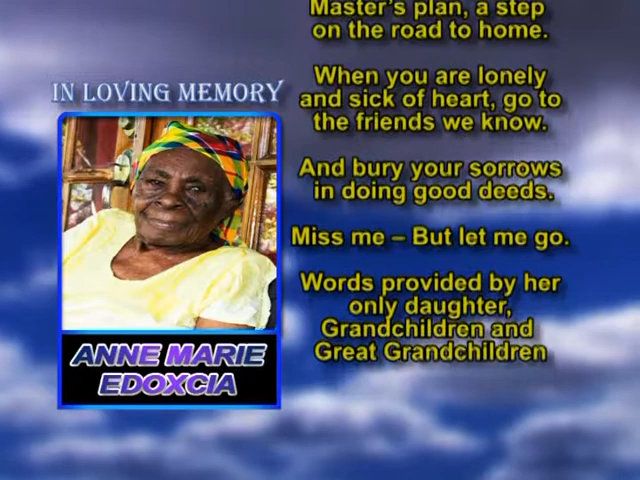 IN LOVING MEMORY
ANNE MARIE
EDOXCIA
Master's plan, a step
on the road to home.
When you are lonely
and sick of heart, go to
the friends we know.
And bury your sorrows
in doing good deeds.
Miss me – But let me go.
Words provided by her
only daughter,
Grandchildren and
Great Grandchildren